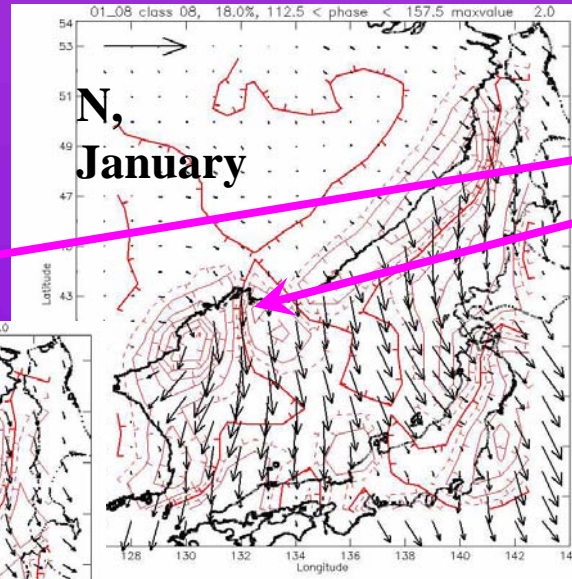 01_08 class 08, 18.0%, 112.5 < phase < 157.5 maxvalue 2.0
54
53
N,
January
51
49
47
Latitude
43
128 130 132 134 136 138 140 142
Longitude